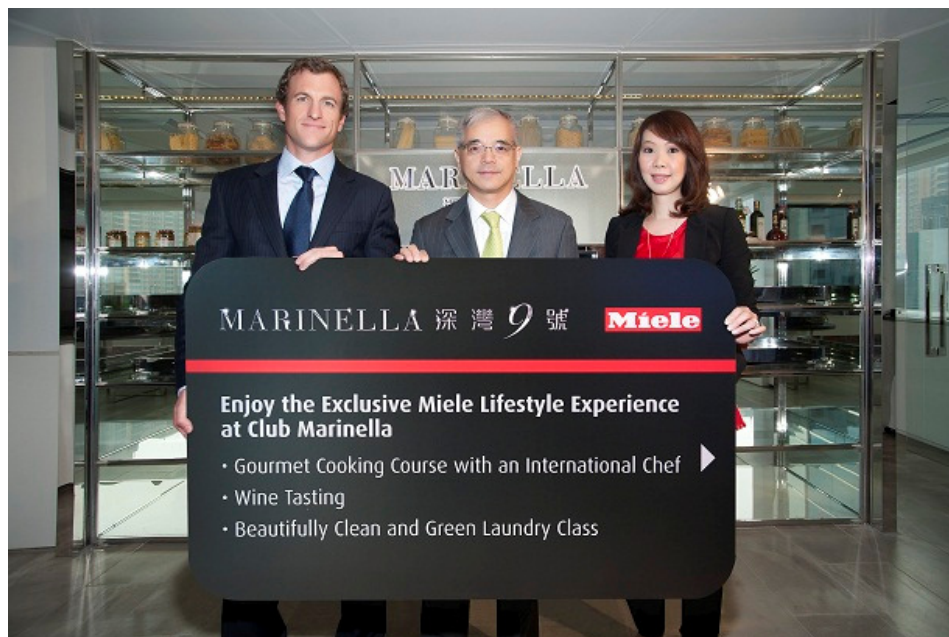 MARINELLA
MARINELLA 深灣9號 Miele
Enjoy the Exclusive Miele Lifestyle Experience
at Club Marinella
• Gourmet Cooking Course with an International Chef
• Wine Tasting
• Beautifully Clean and Green Laundry Class